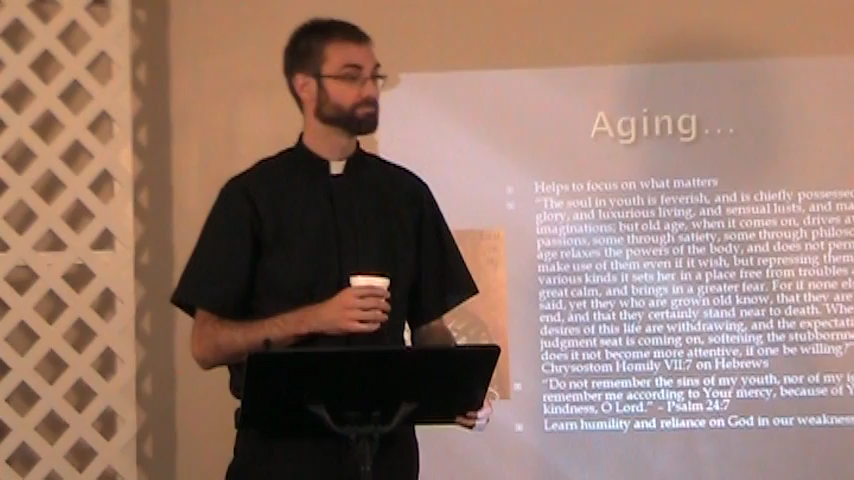 Aging...
Helps to focus on what matters
"The soul in youth is feverish, and is chiefly possessed
glory, and luxurious living, and sensual lusts, and
imaginations; but old age, when it comes on, drives
passions, some through satiety, some through
age relaxes the powers of the body, and does not
make use of them even if it wish, but repressing them
various kinds it sets her in a place free from troubles
great calm, and brings in a greater fear. For if none
said, yet they who are grown old know, that they are
end, and that they certainly stand near to death.
desires of this life are withdrawing, and the
judgment seat is coming on, softening the
does it not become more attentive, if one be willing?"
Chrysostom Homily VII:7 on Hebrews
"Do not remember the sins of my youth, nor of my
remember me according to Your mercy, because of
kindness, O Lord." - Psalm 24:7
Learn humility and reliance on God in our